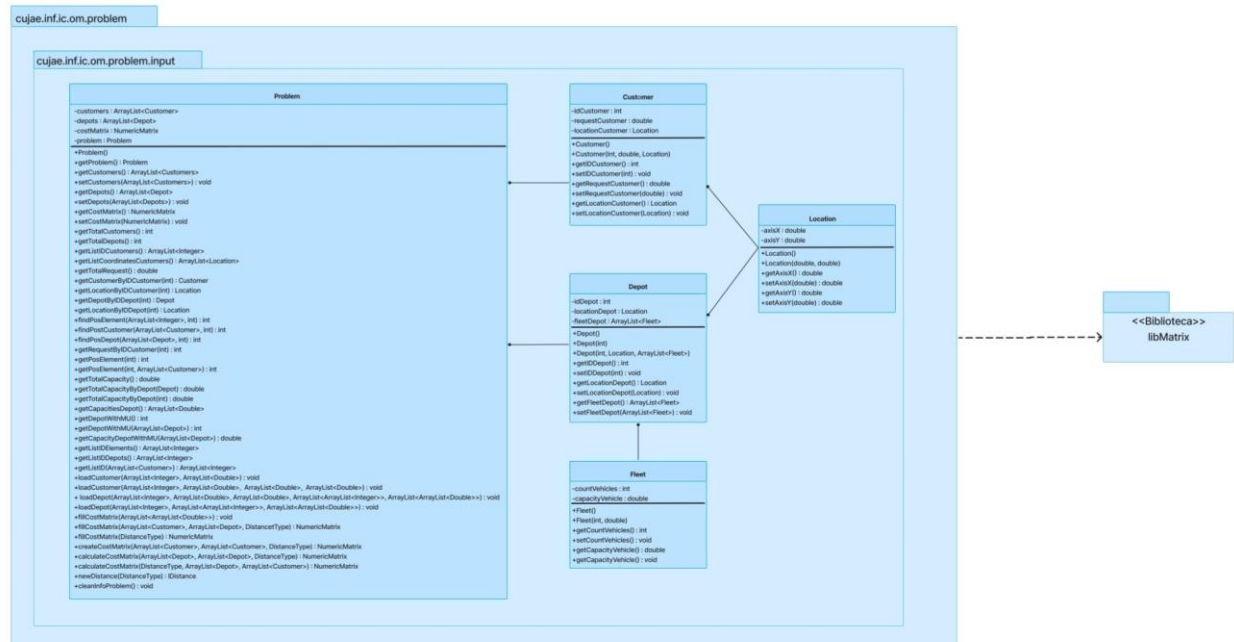 cujae.inf.ic.om.problem
cujae.inf.ic.om.problem.input
Problem
-customers : ArrayList<Customer>
-depots : ArrayList<Depot>
-costMatrix : NumericMatrix
-problem : Problem
+Problem()
+getProblem() : Problem
+getCustomers() : ArrayList<Customers>
+setCustomers(ArrayList<Customers>) : void
+getDepots() : ArrayList<Depot>
+setDepots(ArrayList<Depots>) : void
+getCostMatrix() : NumericMatrix
+setCostMatrix(NumericMatrix) : void
+getTotalCustomers() : int
+getTotalDepots() : int
+getListIDCustomers() : ArrayList<Integer>
+getListCoordinatesCustomers() : ArrayList<Location>
+getTotalRequest() : double
+getCustomerByIDCustomer(int) : Customer
+getLocationByIDCustomer(int) : Location
+getDepotByIDDepot(int) : Depot
+getLocationByIDDepot(int) : Location
+findPosElement(ArrayList<Integer>, int) : int
+findPostCustomer(ArrayList<Customer>, int) : int
+findPosDepot(ArrayList<Depot>, int) : int
+getRequestByIDCustomer(int) : int
+getPosElement(int) : int
+getPosElement(int, ArrayList<Customer>) : int
+getTotalCapacity() : double
+getTotalCapacityByDepot(Depot) : double
+getTotalCapacityByDepot(int) : double
+getCapacitiesDepot() : ArrayList<Double>
+getDepotWithMU() : int
+getDepotWithMU(ArrayList<Depot>) : int
+getCapacityDepotWithMU(ArrayList<Depot>) : double
+getListIDElements() : ArrayList<Integer>
+getListIDDepots() : ArrayList<Integer>
+getListID(ArrayList<Customer>) : ArrayList<Integer>
+loadCustomer(ArrayList<Integer>, ArrayList<Double>) : void
+loadCustomer(ArrayList<Integer>, ArrayList<Double>, ArrayList<Double>, ArrayList<Double>) : void
+ loadDepot(ArrayList<Integer>, ArrayList<Double>, ArrayList<Double>, ArrayList<ArrayList<Integer>>, ArrayList<ArrayList<Double>>) : void
+loadDepot(ArrayList<Integer>, ArrayList<ArrayList<Integer>>, ArrayList<ArrayList<Double>>) : void
+fillCostMatrix(ArrayList<ArrayList<Double>>) : void
+fillCostMatrix(ArrayList<Customer>, ArrayList<Depot>, DistancetType) : NumericMatrix
+fillCostMatrix(DistanceType) : NumericMatrix
+createCostMatrix(ArrayList<Customer>, ArrayList<Customer>, DistanceType) : NumericMatrix
+calculateCostMatrix(ArrayList<Depot>, ArrayList<Depot>, DistanceType) : NumericMatrix
+calculateCostMatrix(DistanceType, ArrayList<Depot>, ArrayList<Customer>) : NumericMatrix
+newDistance(DistanceType) : IDistance
+cleanInfoProblem() : void
Customer
-idCustomer : int
-requestCustomer : double
-locationCustomer : Location
+Customer()
+Customer(int, double, Location)
+getIDCustomer() : int
+setIDCustomer(int) : void
+getRequestCustomer() : double
+setRequestCustomer(double) : void
+getLocationCustomer() : Location
+setLocationCustomer(Location) : void
Location
-axisX : double
-axisY : double
+Location()
+Location(double, double)
+getAxisX() : double
+setAxisX(double) : double
+getAxisY() : double
+setAxisY(double) : double
Depot
-idDepot : int
-locationDepot : Location
-fleetDepot : ArrayList<Fleet>
+Depot()
+Depot(int)
+Depot(int, Location, ArrayList<Fleet>)
+getIDDepot() : int
+setIDDepot(int) : void
+getLocationDepot() : Location
+setLocationDepot(Location) : void
+getFleetDepot() : ArrayList<Fleet>
+setFleetDepot(ArrayList<Fleet>) : void
Fleet
-countVehicles : int
-capacityVehicle : double
+Fleet()
+Fleet(int, double)
+getCountVehicles() : int
+setCountVehicles() : void
+getCapacityVehicle() : double
+getCapacityVehicle() : void
<<Biblioteca>>
libMatrix